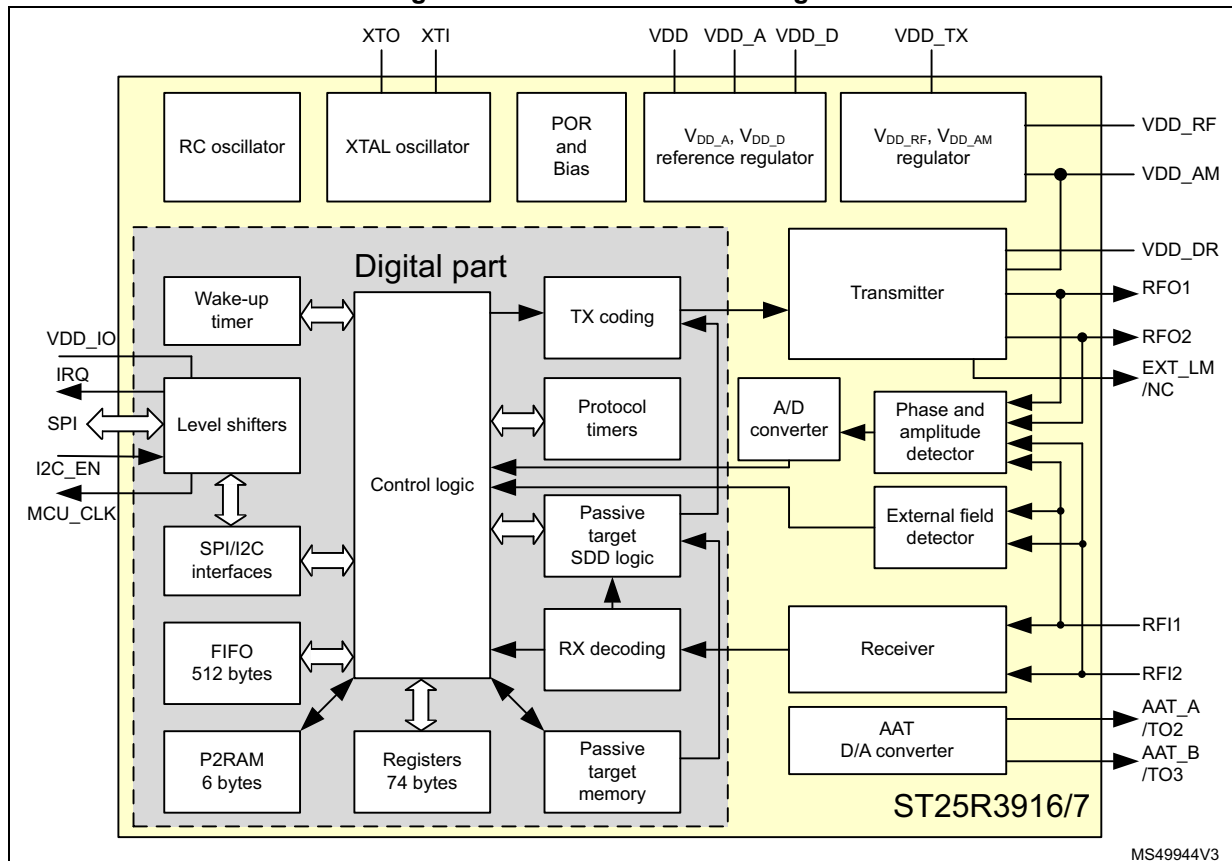 XTO XTI VDD VDD_A VDD_D VDD_TX
RC oscillator
XTAL oscillator
POR
and
Bias
VDD_A, VDD_D
reference regulator
VDD_RF, VDD_AM
regulator
VDD_RF
VDD_AM
VDD_DR
RFO1
RFO2
EXT_LM
/NC
Digital part
Wake-up
timer
TX coding
Transmitter
VDD_IO
IRQ
SPI
I2C_EN
MCU_CLK
Level shifters
Control logic
Protocol
timers
A/D
converter
Phase and
amplitude
detector
SPI/I2C
interfaces
Passive
target
SDD logic
External field
detector
FIFO
512 bytes
RX decoding
Receiver
RFI1
RFI2
P2RAM
6 bytes
Registers
74 bytes
Passive
target
memory
AAT
D/A converter
AAT_A
/TO2
AAT_B
/TO3
ST25R3916/7
MS49944V3